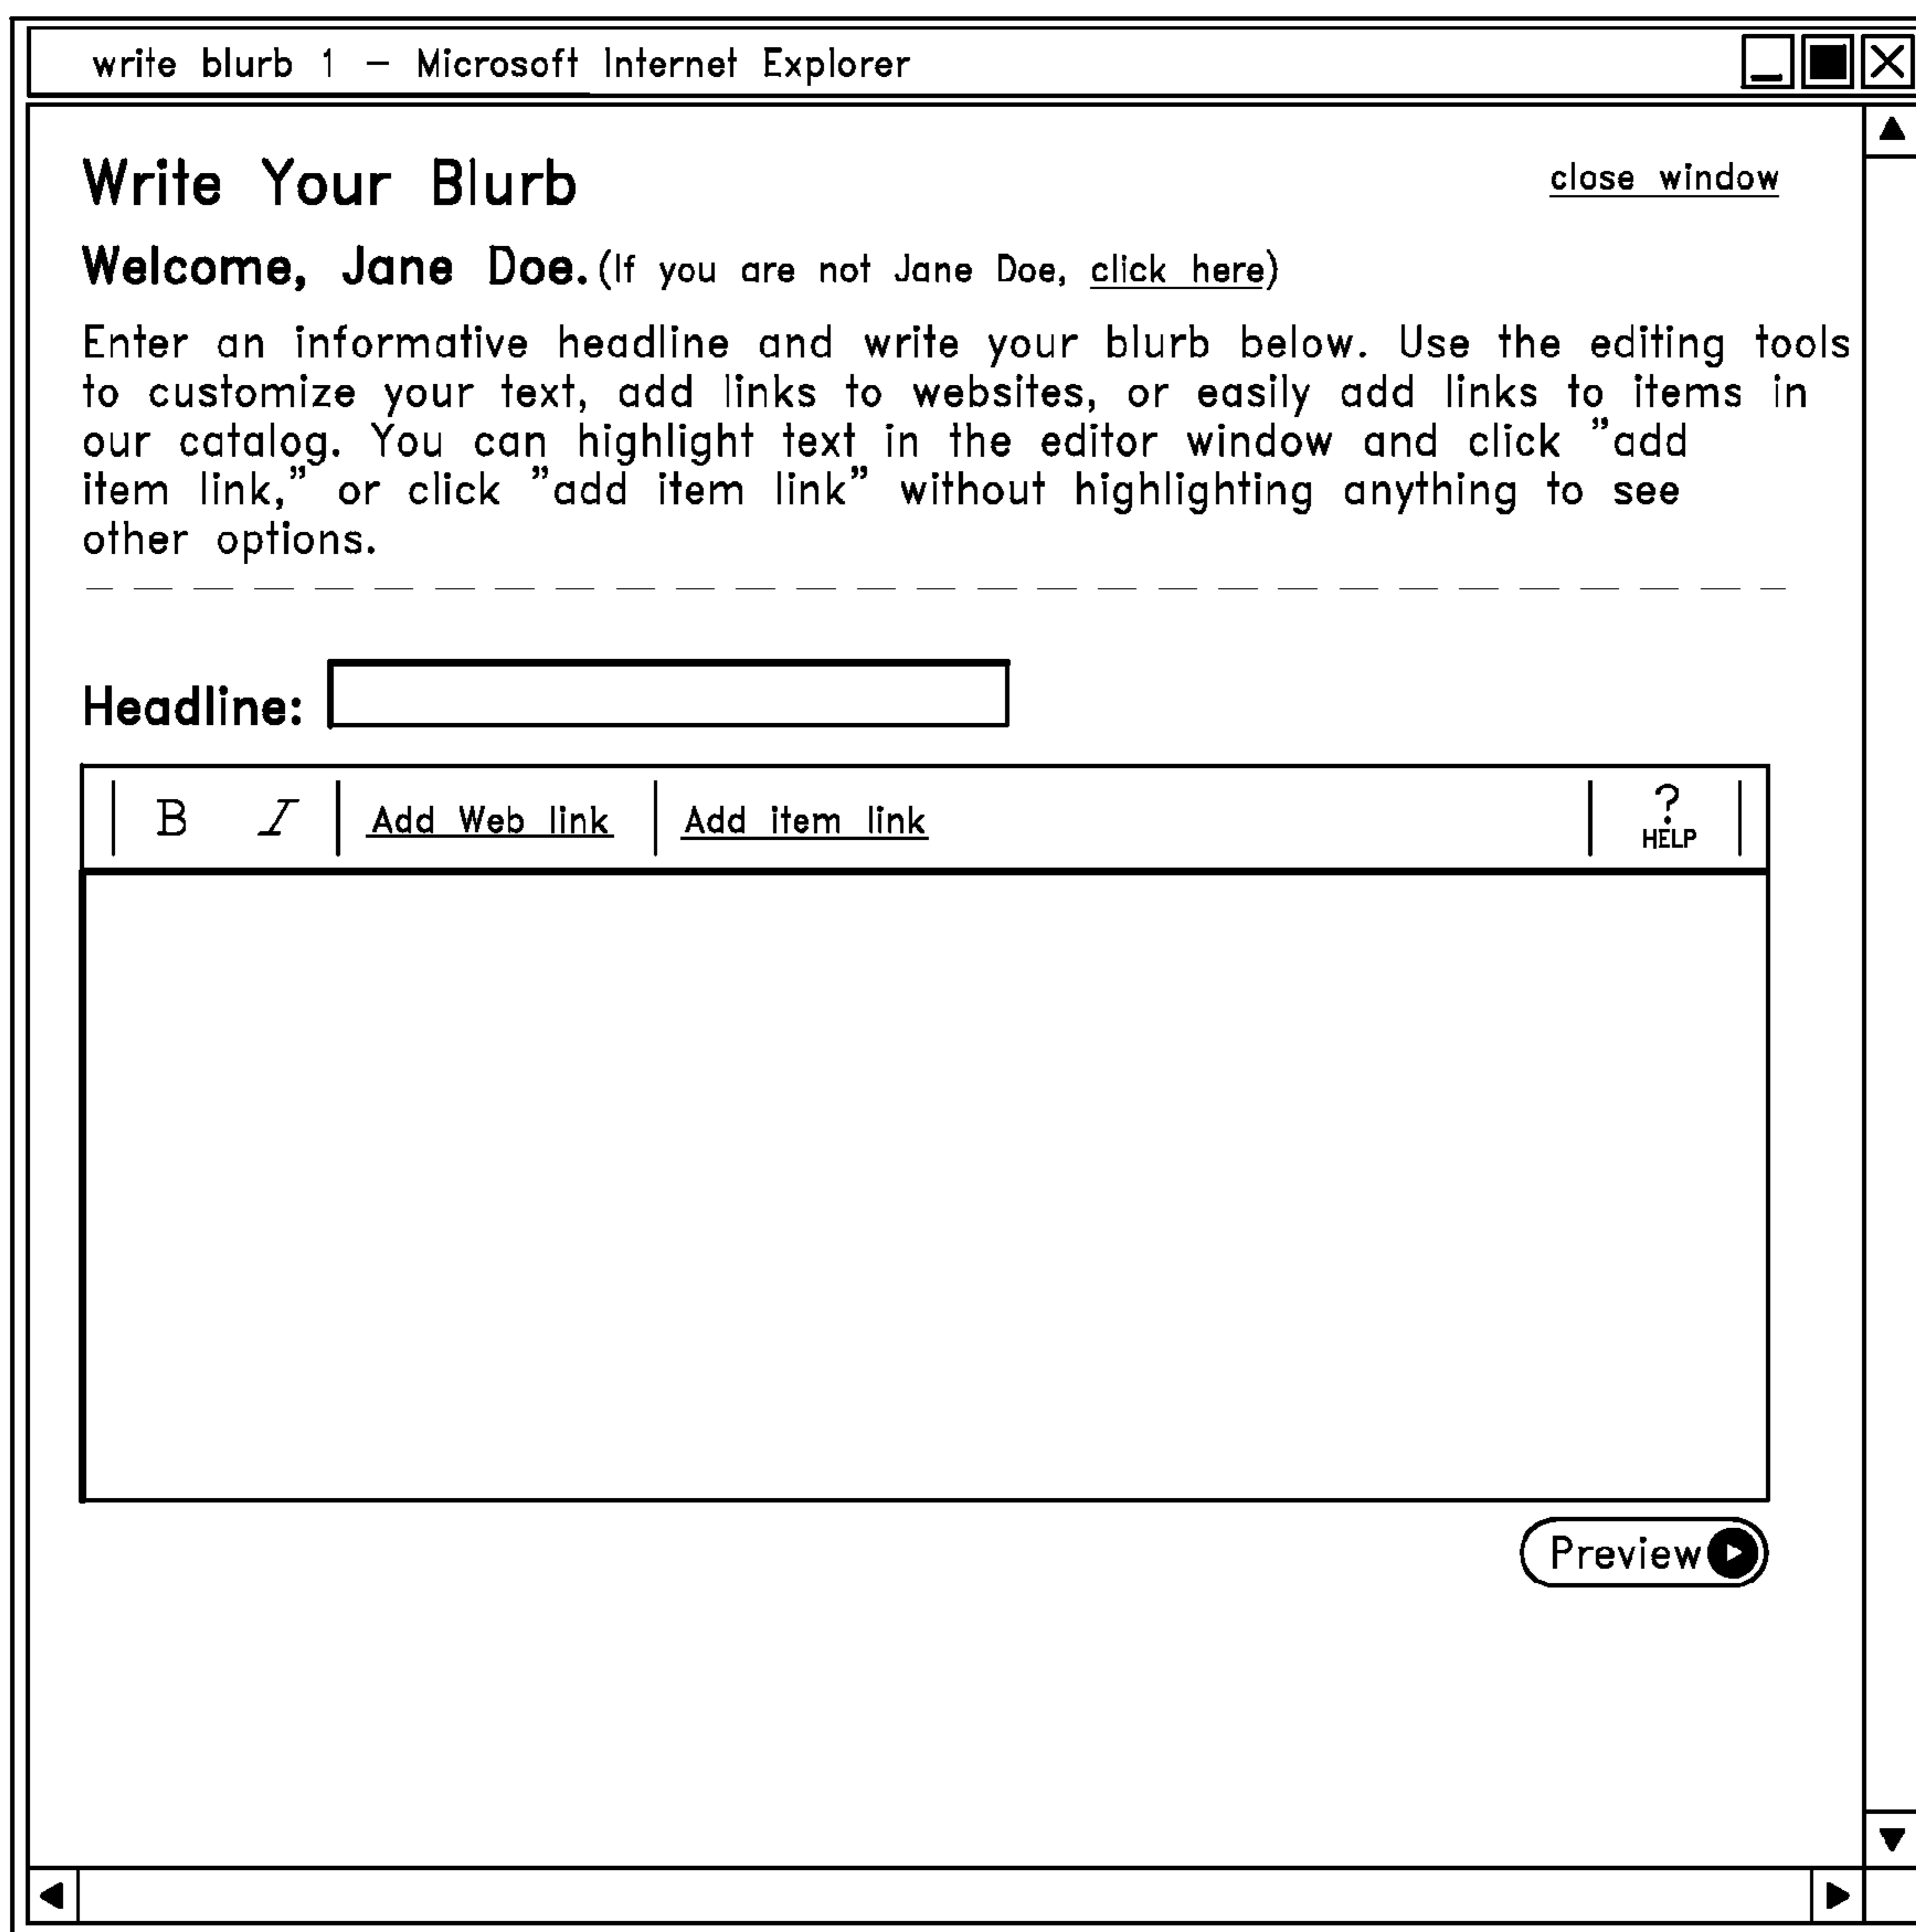 write blurb 1 – Microsoft Internet Explorer
Write Your Blurb
close window
Welcome, Jane Doe. (If you are not Jane Doe, click here)
Enter an informative headline and write your blurb below. Use the editing tools
to customize your text, add links to websites, or easily add links to items in
our catalog. You can highlight text in the editor window and click ”add
item link,” or click ”add item link” without highlighting anything to see
other options.
Headline:
B I Add Web link Add item link ? HELP
Preview